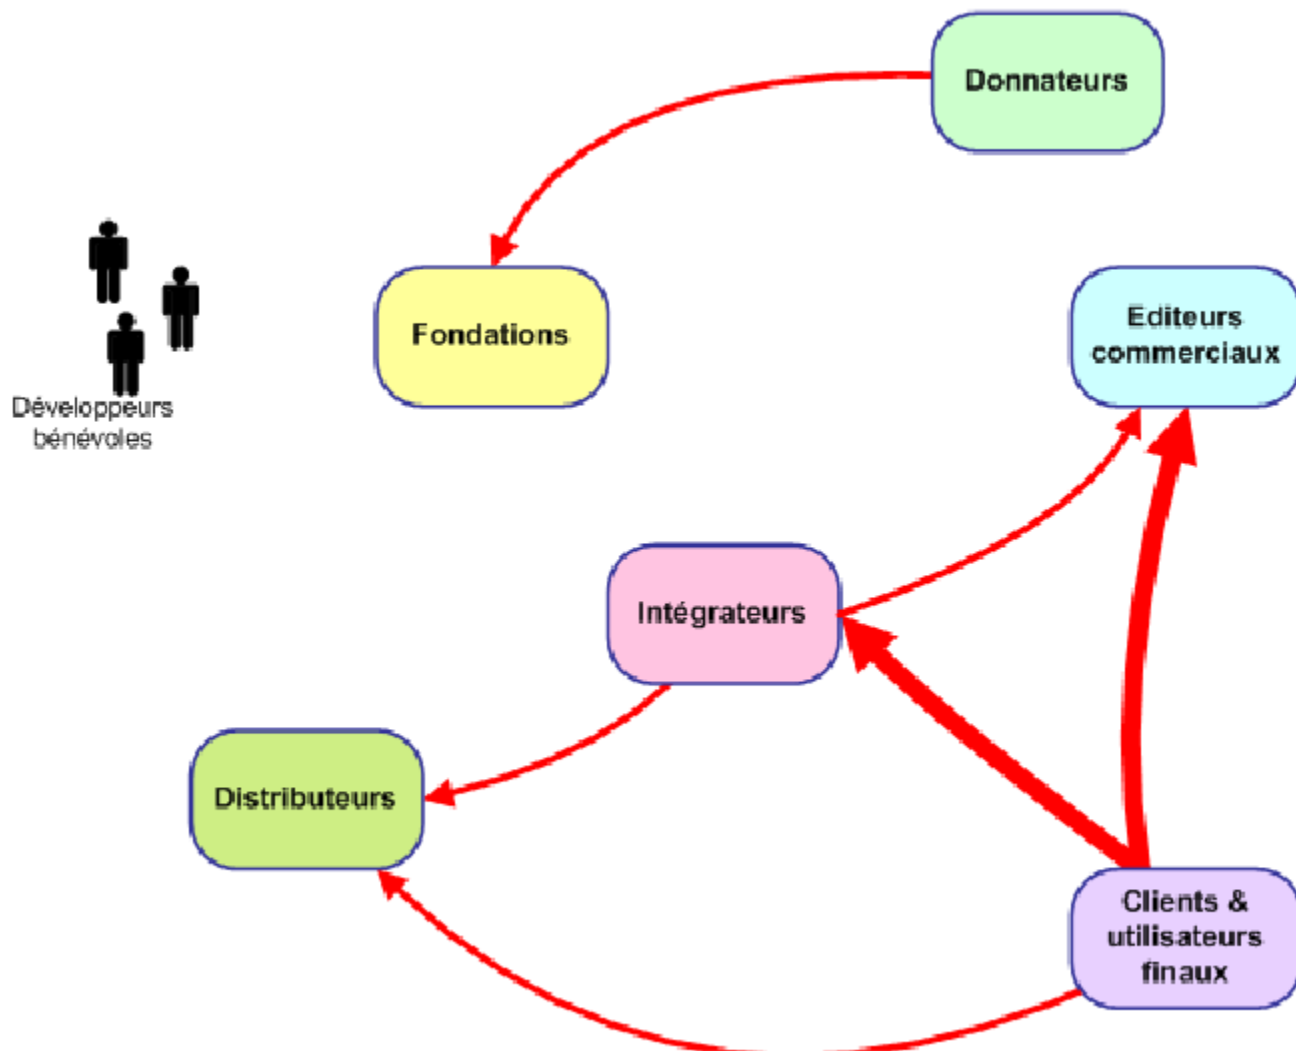 Donnateurs
Fondations
Editeurs
commerciaux
Développeurs
bénévoles
Intégrateurs
Distributeurs
Clients &
utilisateurs
finaux